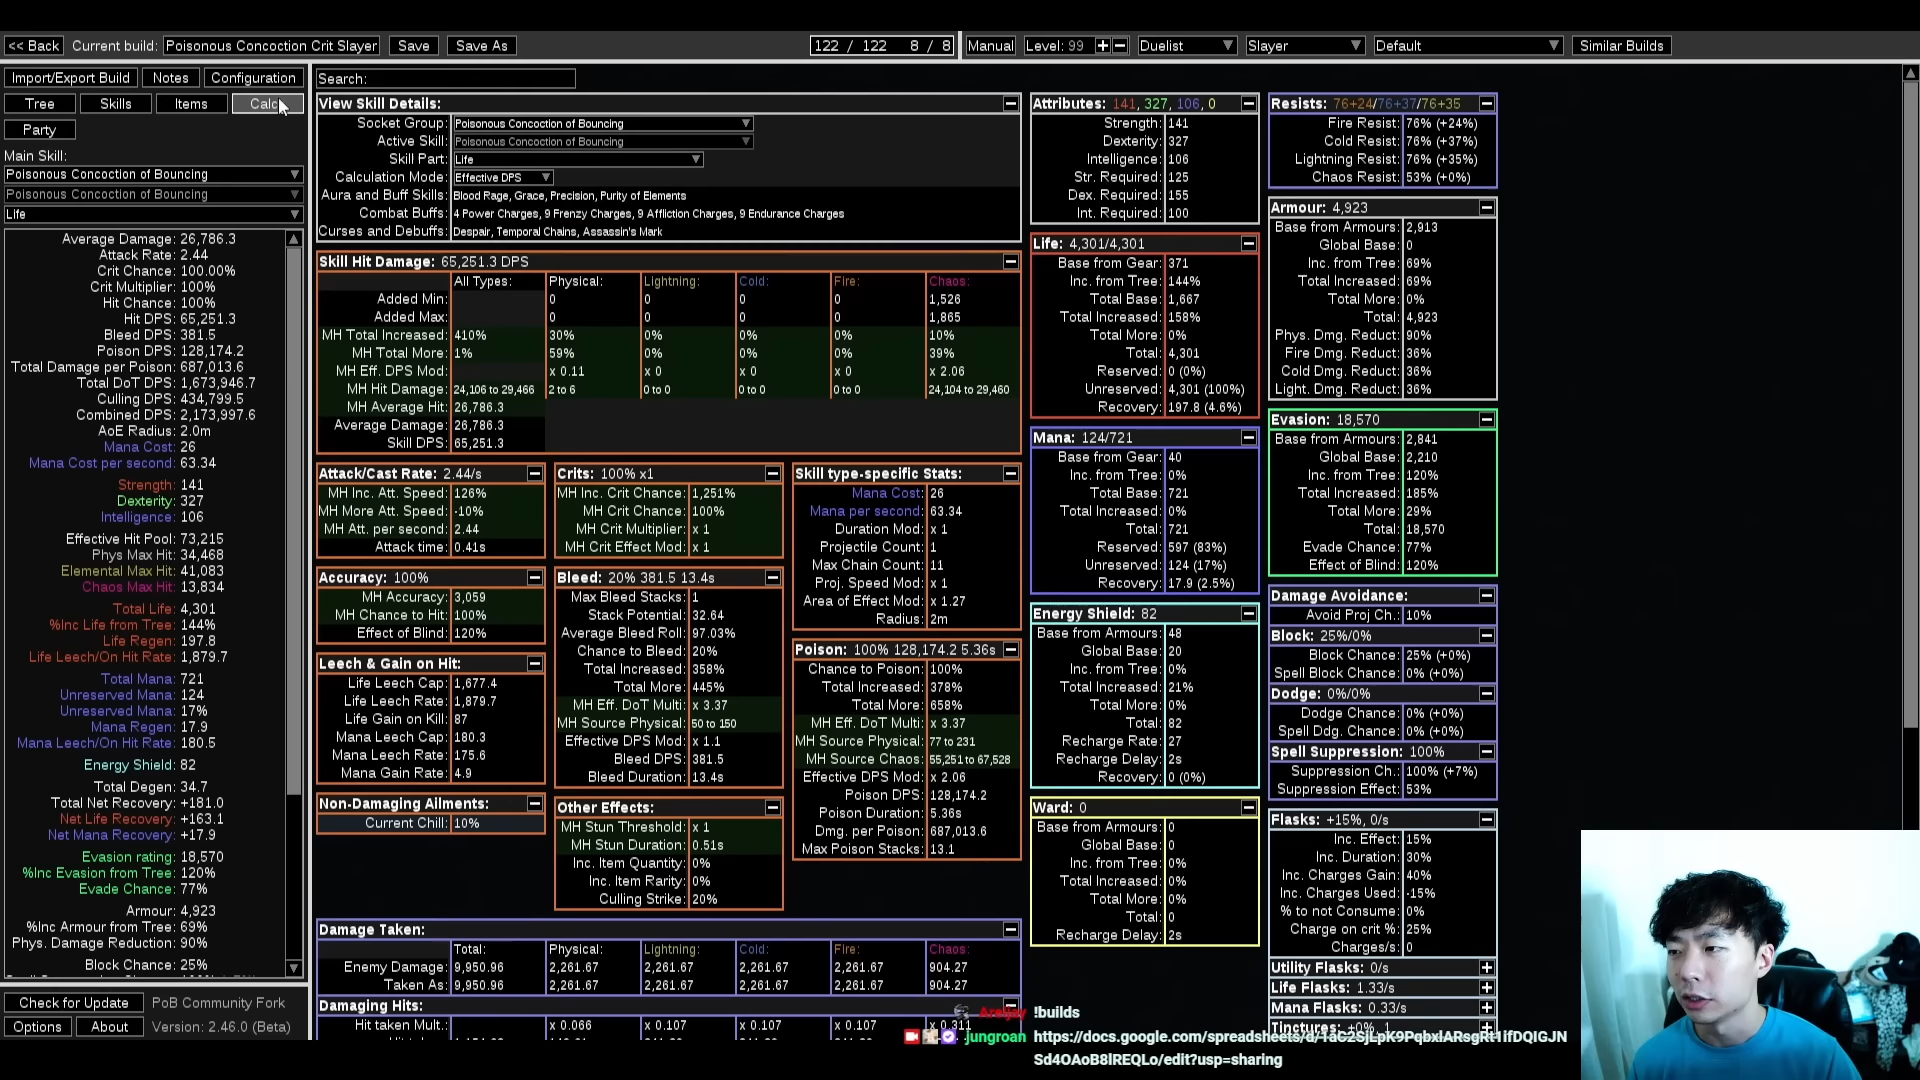 << Back Current build: Poisonous Concoction Crit Slayer Save Save As 122 / 122 8 / 8 Manual Level: 99 Duelist Slayer Default Similar Builds
Import/Export Build Notes Configuration
Tree Skills Items Calcs
Party
Main Skill:
Poisonous Concoction of Bouncing
Poisonous Concoction of Bouncing
Life
Average Damage: 26,786.3
Attack Rate: 2.44
Crit Chance: 100.00%
Crit Multiplier: 100%
Hit Chance: 100%
Hit DPS: 65,251.3
Bleed DPS: 381.5
Poison DPS: 128,174.2
Total Damage per Poison: 687,013.6
Total DoT DPS: 1,673,946.7
Culling DPS: 434,799.5
Combined DPS: 2,173,997.6
AoE Radius: 2.0m
Mana Cost: 26
Mana Cost per second: 63.34
Strength: 141
Dexterity: 327
Intelligence: 106
Effective Hit Pool: 73,215
Phys Max Hit: 34,468
Elemental Max Hit: 41,083
Chaos Max Hit: 13,834
Total Life: 4,301
%Inc Life from Tree: 144%
Life Regen: 197.8
Life Leech/On Hit Rate: 1,879.7
Total Mana: 721
Unreserved Mana: 124
Unreserved Mana: 17%
Mana Regen: 17.9
Mana Leech/On Hit Rate: 180.5
Energy Shield: 82
Total Degen: 34.7
Total Net Recovery: +181.0
Net Life Recovery: +163.1
Net Mana Recovery: +17.9
Evasion rating: 18,570
%Inc Evasion from Tree: 120%
Evade Chance: 77%
Armour: 4,923
%Inc Armour from Tree: 69%
Phys. Damage Reduction: 90%
Block Chance: 25%
Check for Update PoB Community Fork
Options About Version: 2.46.0 (Beta)
Search:
View Skill Details:
Socket Group: Poisonous Concoction of Bouncing
Active Skill: Poisonous Concoction of Bouncing
Skill Part: Life
Calculation Mode: Effective DPS
Aura and Buff Skills: Blood Rage, Grace, Precision, Purity of Elements
Combat Buffs: 4 Power Charges, 9 Frenzy Charges, 9 Affliction Charges, 9 Endurance Charges
Curses and Debuffs: Despair, Temporal Chains, Assassin's Mark
Skill Hit Damage: 65,251.3 DPS
All Types: Physical: Lightning: Cold: Fire: Chaos:
Added Min: 0 0 0 0 1,526
Added Max: 0 0 0 0 1,865
MH Total Increased: 410% 30% 0% 0% 0% 10%
MH Total More: 1% 59% 0% 0% 0% 39%
MH Eff. DPS Mod: x 0.11 x 0 x 0 x 0 x 2.06
MH Hit Damage: 24,106 to 29,466 2 to 6 0 to 0 0 to 0 0 to 0 24,104 to 29,460
MH Average Hit: 26,786.3
Average Damage: 26,786.3
Skill DPS: 65,251.3
Attack/Cast Rate: 2.44/s
MH Inc. Att. Speed: 126%
MH More Att. Speed: -10%
MH Att. per second: 2.44
Attack time: 0.41s
Accuracy: 100%
MH Accuracy: 3,059
MH Chance to Hit: 100%
Effect of Blind: 120%
Leech & Gain on Hit:
Life Leech Cap: 1,677.4
Life Leech Rate: 1,879.7
Life Gain on Kill: 87
Mana Leech Cap: 180.3
Mana Leech Rate: 175.6
Mana Gain Rate: 4.9
Non-Damaging Ailments:
Current Chill: 10%
Crits: 100% x1
MH Inc. Crit Chance: 1,251%
MH Crit Chance: 100%
MH Crit Multiplier: x 1
MH Crit Effect Mod: x 1
Bleed: 20% 381.5 13.4s
Max Bleed Stacks: 1
Stack Potential: 32.64
Average Bleed Roll: 97.03%
Chance to Bleed: 20%
Total Increased: 358%
Total More: 445%
MH Eff. DoT Multi: x 3.37
MH Source Physical: 50 to 150
Effective DPS Mod: x 1.1
Bleed DPS: 381.5
Bleed Duration: 13.4s
Other Effects:
MH Stun Threshold: x 1
MH Stun Duration: 0.51s
Inc. Item Quantity: 0%
Inc. Item Rarity: 0%
Culling Strike: 20%
Skill type-specific Stats:
Mana Cost: 26
Mana per second: 63.34
Duration Mod: x 1
Projectile Count: 1
Max Chain Count: 11
Proj. Speed Mod: x 1
Area of Effect Mod: x 1.27
Radius: 2m
Poison: 100% 128,174.2 5.36s
Chance to Poison: 100%
Total Increased: 378%
Total More: 658%
MH Eff. DoT Multi: x 3.37
MH Source Physical: 77 to 231
MH Source Chaos: 55,251 to 67,528
Effective DPS Mod: x 2.06
Poison DPS: 128,174.2
Poison Duration: 5.36s
Dmg. per Poison: 687,013.6
Max Poison Stacks: 13.1
Damage Taken:
Total: Physical: Lightning: Cold: Fire: Chaos:
Enemy Damage: 9,950.96 2,261.67 2,261.67 2,261.67 2,261.67 904.27
Taken As: 9,950.96 2,261.67 2,261.67 2,261.67 2,261.67 904.27
Damaging Hits:
Hit taken Mult.: x 0.066 x 0.107 x 0.107 x 0.107 x 0.311
Attributes: 141, 327, 106, 0
Strength: 141
Dexterity: 327
Intelligence: 106
Str. Required: 125
Dex. Required: 155
Int. Required: 100
Life: 4,301/4,301
Base from Gear: 371
Inc. from Tree: 144%
Total Base: 1,667
Total Increased: 158%
Total More: 0%
Total: 4,301
Reserved: 0 (0%)
Unreserved: 4,301 (100%)
Recovery: 197.8 (4.6%)
Mana: 124/721
Base from Gear: 40
Inc. from Tree: 0%
Total Base: 721
Total Increased: 0%
Total: 721
Reserved: 597 (83%)
Unreserved: 124 (17%)
Recovery: 17.9 (2.5%)
Energy Shield: 82
Base from Armours: 48
Global Base: 20
Inc. from Tree: 0%
Total Increased: 21%
Total More: 0%
Total: 82
Recharge Rate: 27
Recharge Delay: 2s
Recovery: 0 (0%)
Ward: 0
Base from Armours: 0
Global Base: 0
Inc. from Tree: 0%
Total Increased: 0%
Total More: 0%
Total: 0
Recharge Delay: 2s
Resists: 76+24/76+37/76+35
Fire Resist: 76% (+24%)
Cold Resist: 76% (+37%)
Lightning Resist: 76% (+35%)
Chaos Resist: 53% (+0%)
Armour: 4,923
Base from Armours: 2,913
Global Base: 0
Inc. from Tree: 69%
Total Increased: 69%
Total More: 0%
Total: 4,923
Phys. Dmg. Reduct: 90%
Fire Dmg. Reduct: 36%
Cold Dmg. Reduct: 36%
Light. Dmg. Reduct: 36%
Evasion: 18,570
Base from Armours: 2,841
Global Base: 2,210
Inc. from Tree: 120%
Total Increased: 185%
Total More: 29%
Total: 18,570
Evade Chance: 77%
Effect of Blind: 120%
Damage Avoidance:
Avoid Proj Ch.: 10%
Block: 25%/0%
Block Chance: 25% (+0%)
Spell Block Chance: 0% (+0%)
Dodge: 0%/0%
Dodge Chance: 0% (+0%)
Spell Ddg. Chance: 0% (+0%)
Spell Suppression: 100%
Suppression Ch.: 100% (+7%)
Suppression Effect: 53%
Flasks: +15%, 0/s
Inc. Effect: 15%
Inc. Duration: 30%
Inc. Charges Gain: 40%
Inc. Charges Used: -15%
% to not Consume: 0%
Charge on crit %: 25%
Charges/s: 0
Utility Flasks: 0/s
Life Flasks: 1.33/s
Mana Flasks: 0.33/s
Tinctures: +0%, 1
!builds
jungroan https://docs.google.com/spreadsheets/d/
Sd4OAoB8lREQLo/edit?usp=sharing